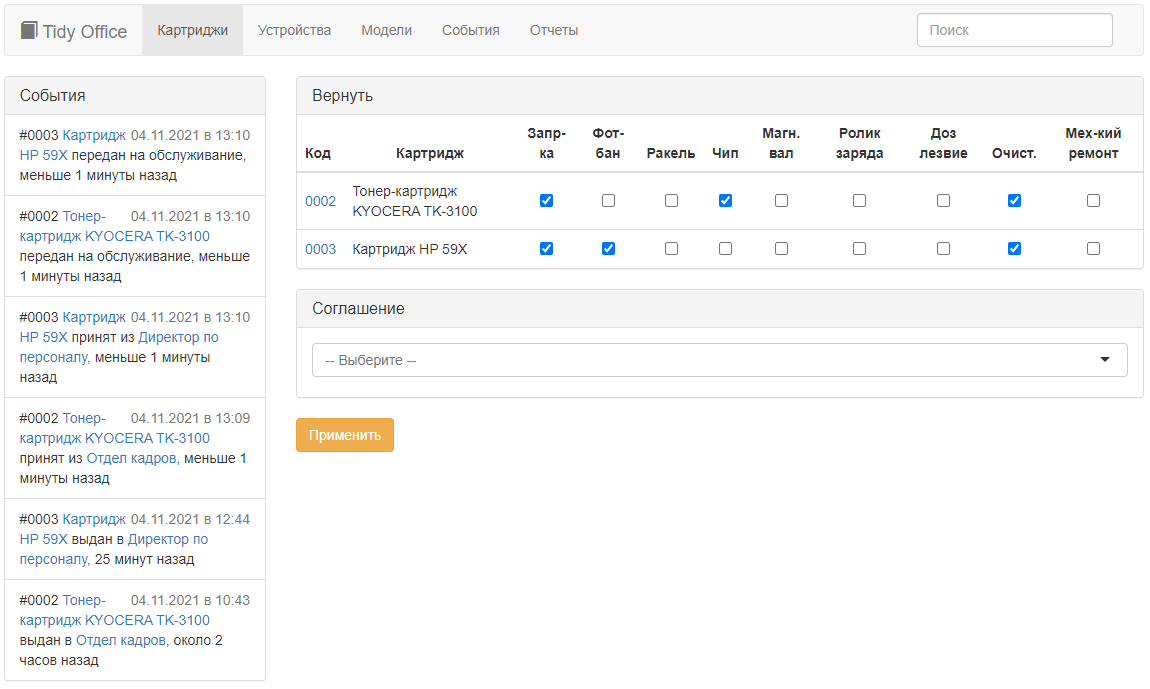 Tidy Office Картриджи Устройства Модели События Отчеты Поиск
События
#0003 Картридж 04.11.2021 в 13:10
HP 59X передан на обслуживание,
меньше 1 минуты назад
#0002 Тонер- 04.11.2021 в 13:10
картридж KYOCERA TK-3100
передан на обслуживание, меньше
1 минуты назад
#0003 Картридж 04.11.2021 в 13:10
HP 59X принят из Директор по
персоналу, меньше 1 минуты
назад
#0002 Тонер- 04.11.2021 в 13:09
картридж KYOCERA TK-3100
принят из Отдел кадров, меньше 1
минуты назад
#0003 Картридж 04.11.2021 в 12:44
HP 59X выдан в Директор по
персоналу, 25 минут назад
#0002 Тонер- 04.11.2021 в 10:43
картридж KYOCERA TK-3100
выдан в Отдел кадров, около 2
часов назад
Вернуть
Запр- Фот- Магн. Ролик Доз Мех-кий
Код Картридж ка бан Ракель Чип вал заряда лезвие Очист. ремонт
0002 Тонер-картридж
KYOCERA TK-3100
0003 Картридж HP 59X
Соглашение
-- Выберите --
Применить